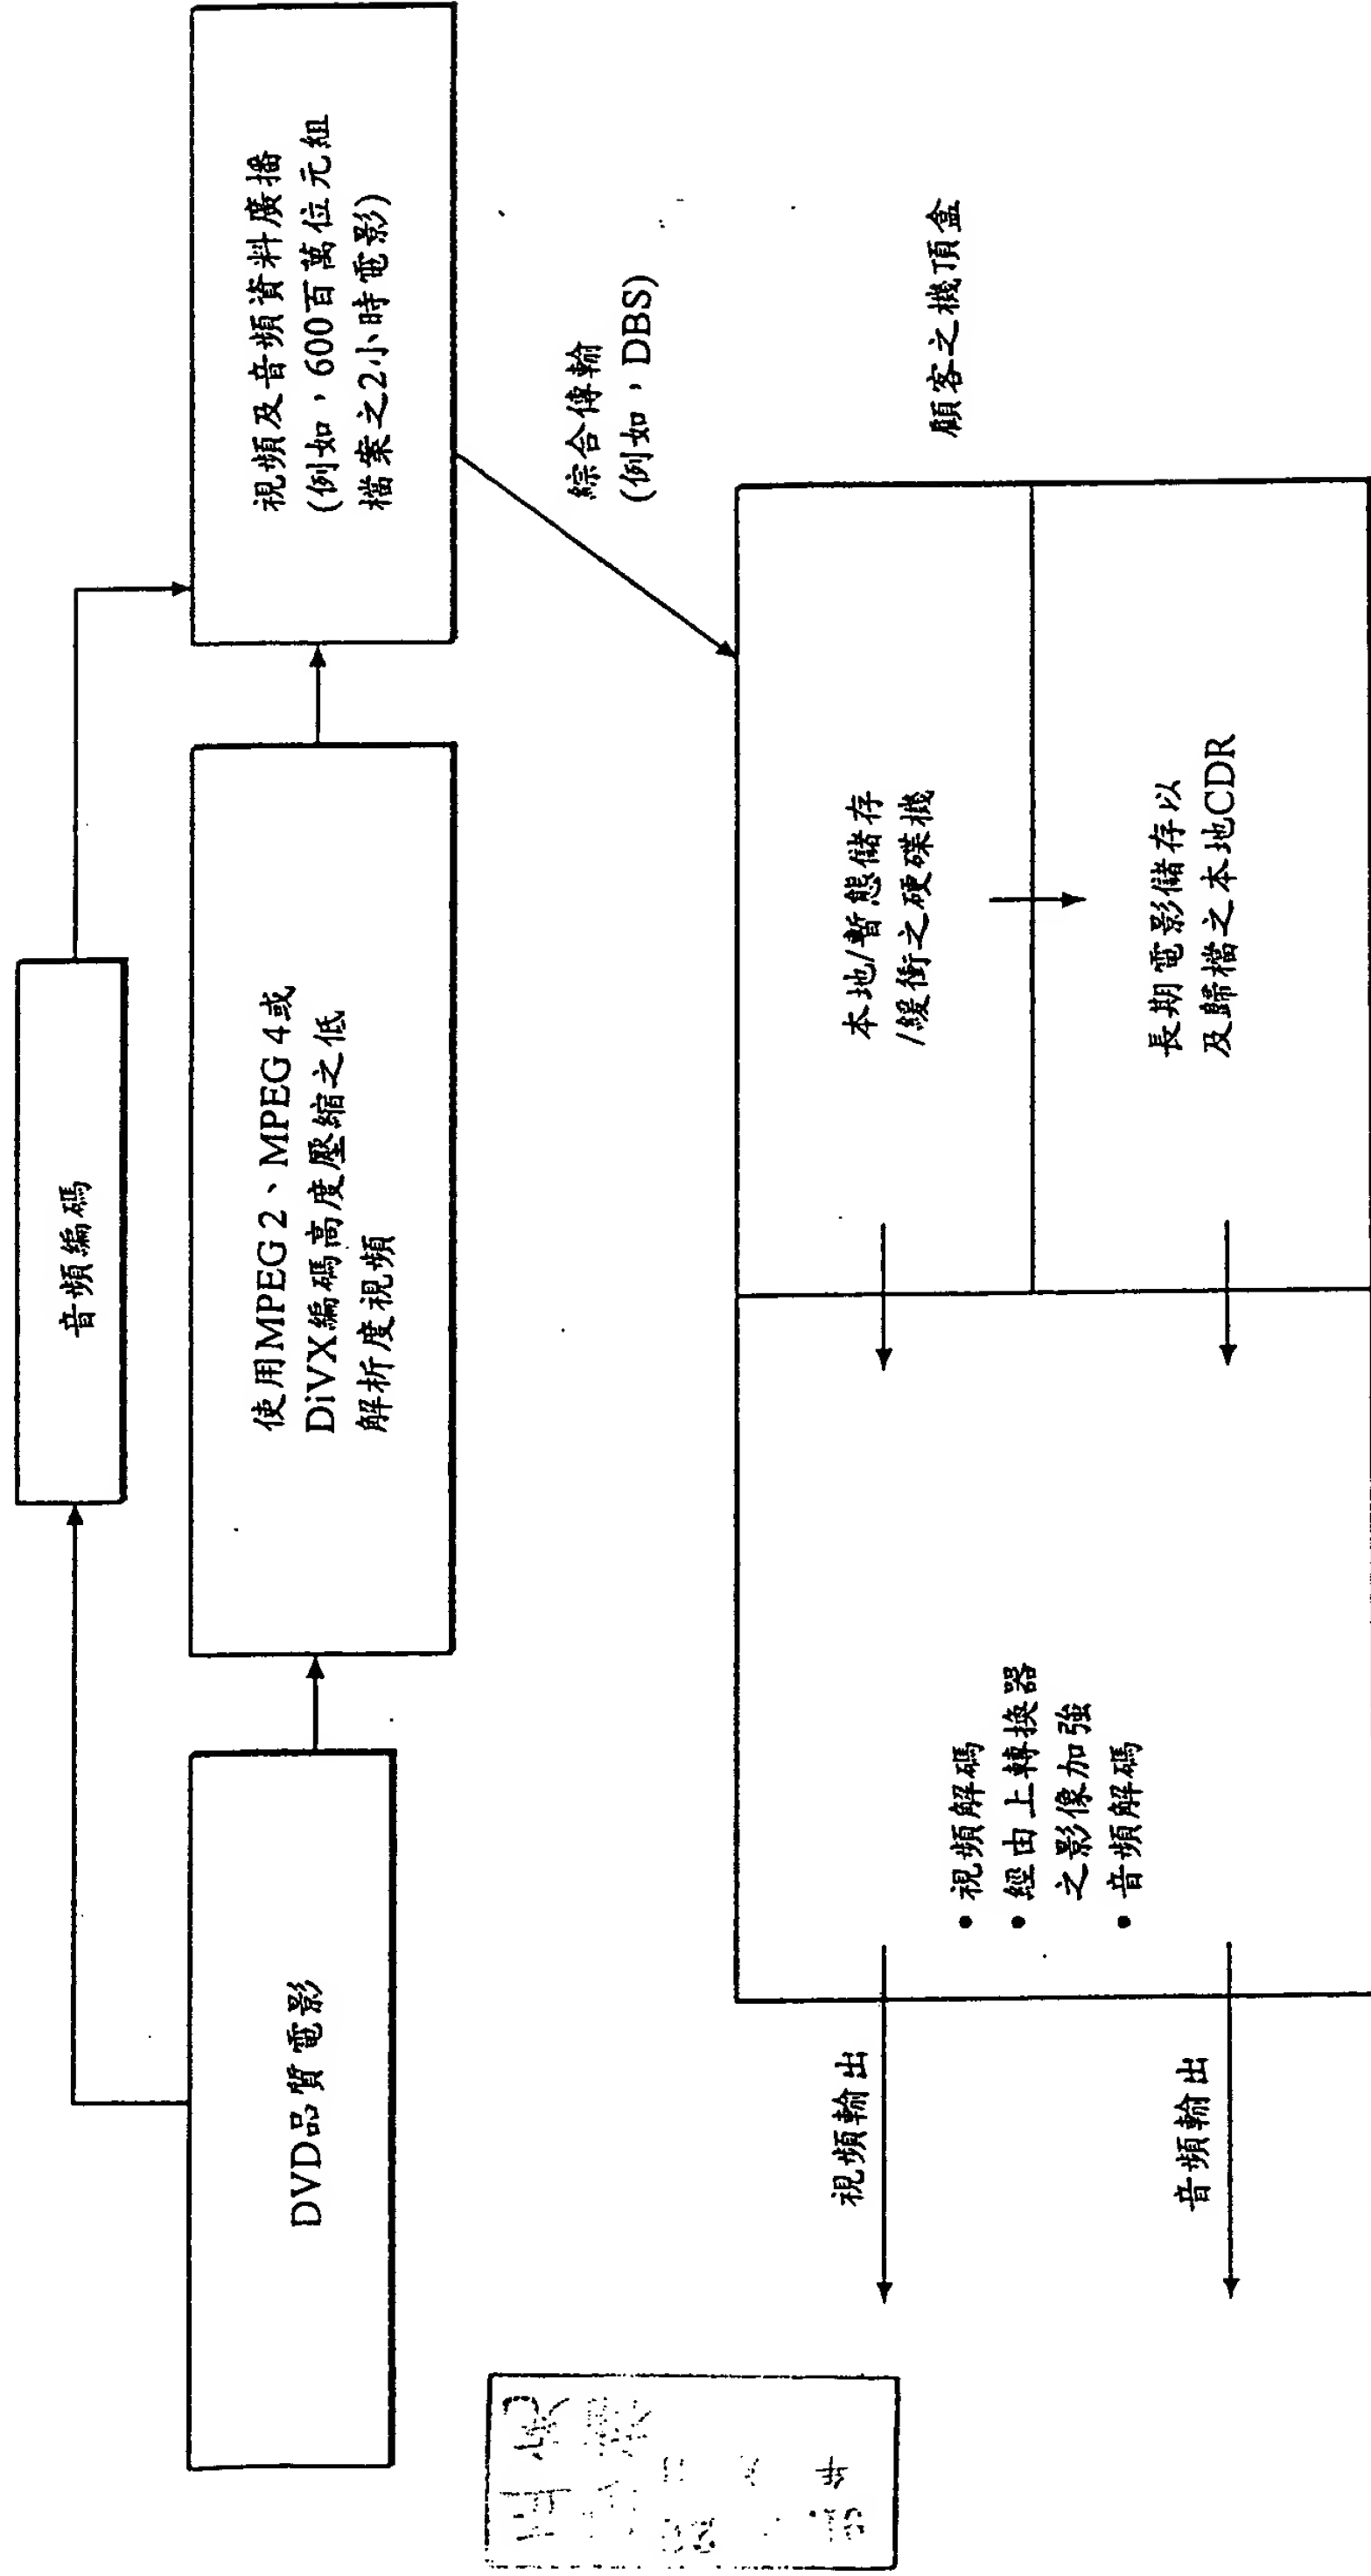 音頻編碼
DVD品質電影
使用MPEG 2、MPEG 4或
DiVX編碼高度壓縮之低
解析度視頻
視頻及音頻資料廣播
(例如，600百萬位元組
檔案之2小時電影)
綜合傳輸
(例如，DBS)
顧客之機頂盒
視頻輸出
音頻輸出
• 視頻解碼
• 經由上轉換器
之影像加強
• 音頻解碼
本地/暫態儲存
/緩衝之硬碟機
長期電影儲存以
及歸檔之本地CDR